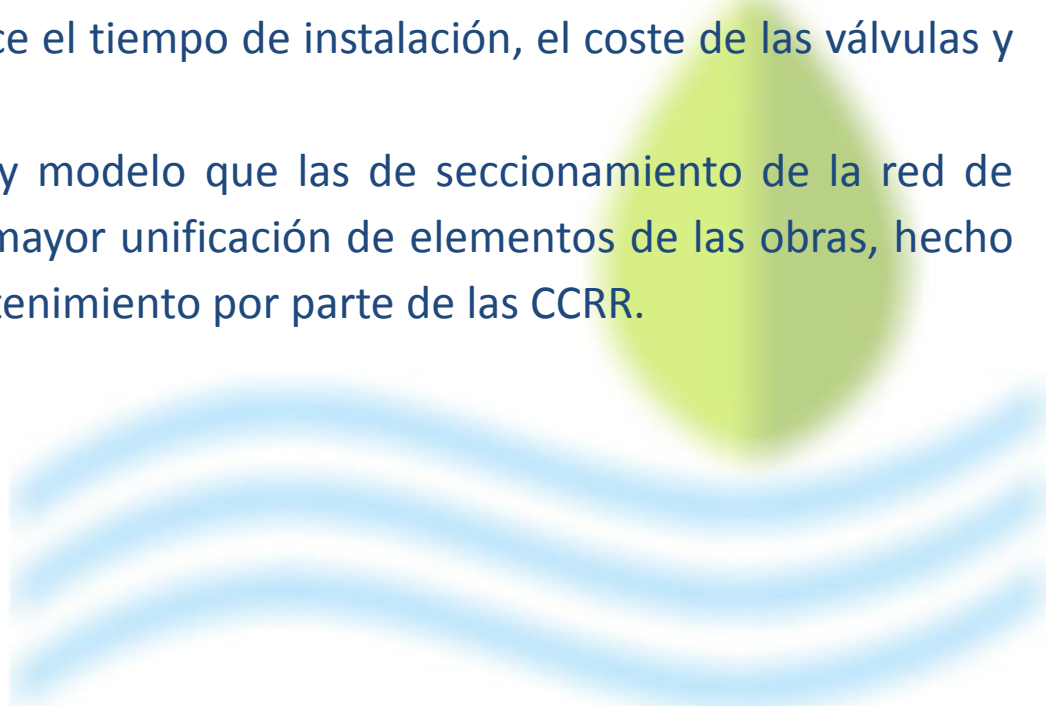 ce el tiempo de instalación, el coste de las válvulas y
y modelo que las de seccionamiento de la red de
mayor unificación de elementos de las obras, hecho
tenimiento por parte de las CCRR.